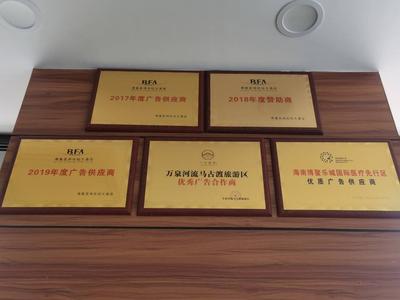 BFA
2017年度广告供应商
BFA
2018年度赞助商
BFA
2019年度广告供应商
万泉河流马古渡旅游区
优秀广告合作商
海南博鳌乐城国际医疗先行区
优质广告供应商